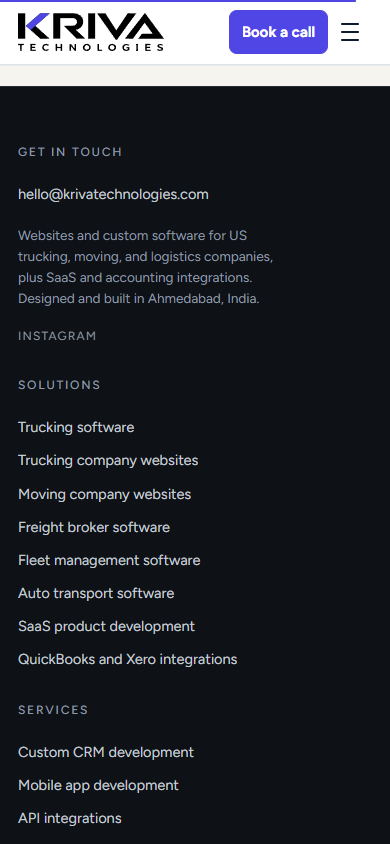 KRIVA
TECHNOLOGIES
Book a call
GET IN TOUCH
hello@krivatechnologies.com
Websites and custom software for US
trucking, moving, and logistics companies,
plus SaaS and accounting integrations.
Designed and built in Ahmedabad, India.
INSTAGRAM
SOLUTIONS
Trucking software
Trucking company websites
Moving company websites
Freight broker software
Fleet management software
Auto transport software
SaaS product development
QuickBooks and Xero integrations
SERVICES
Custom CRM development
Mobile app development
API integrations